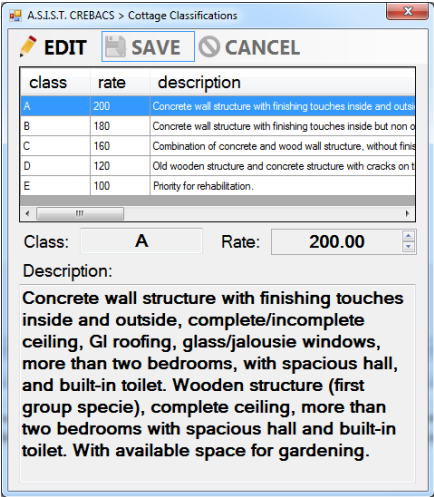 A.S.I.S.T. CREBACS > Cottage Classifications
EDIT SAVE CANCEL
class rate description
A 200 Concrete wall structure with finishing touches inside and outsi
B 180 Concrete wall structure with finishing touches inside but non o
C 160 Combination of concrete and wood wall structure, without finis
D 120 Old wooden structure and concrete structure with cracks on t
E 100 Priority for rehabilitation.
Class: A Rate: 200.00
Description:
Concrete wall structure with finishing touches
inside and outside, complete/incomplete
ceiling, GI roofing, glass/jalousie windows,
more than two bedrooms, with spacious hall,
and built-in toilet. Wooden structure (first
group specie), complete ceiling, more than
two bedrooms with spacious hall and built-in
toilet. With available space for gardening.